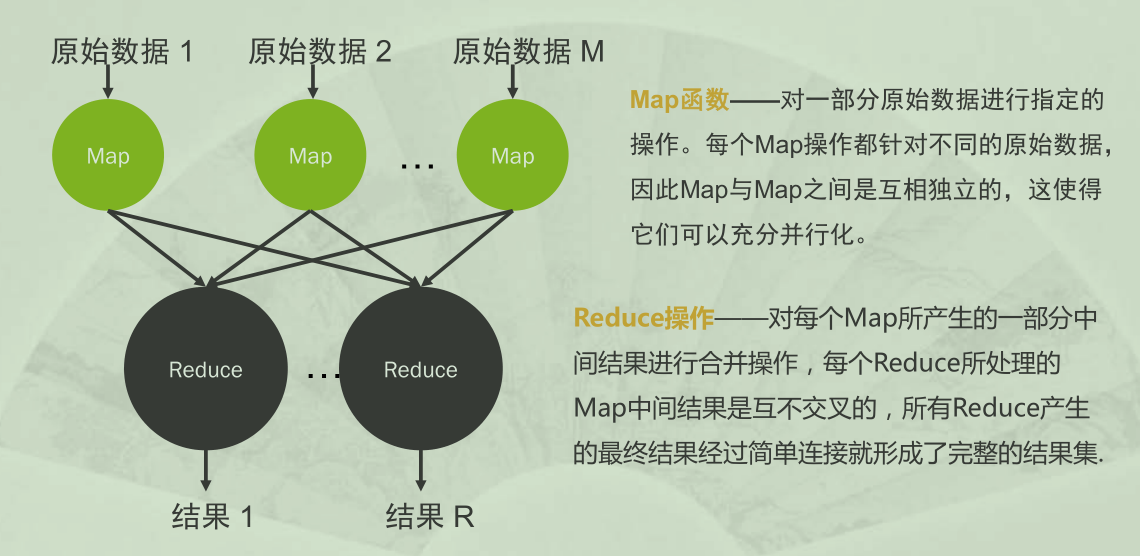 原始数据 1
原始数据 2
原始数据 M
Map
Map
...
Map
Reduce
...
Reduce
结果 1
结果 R
Map函数——对一部分原始数据进行指定的
操作。每个Map操作都针对不同的原始数据，
因此Map与Map之间是互相独立的，这使得
它们可以充分并行化。
Reduce操作——对每个Map所产生的一部分中
间结果进行合并操作，每个Reduce所处理的
Map中间结果是互不交叉的，所有Reduce产生
的最终结果经过简单连接就形成了完整的结果集.